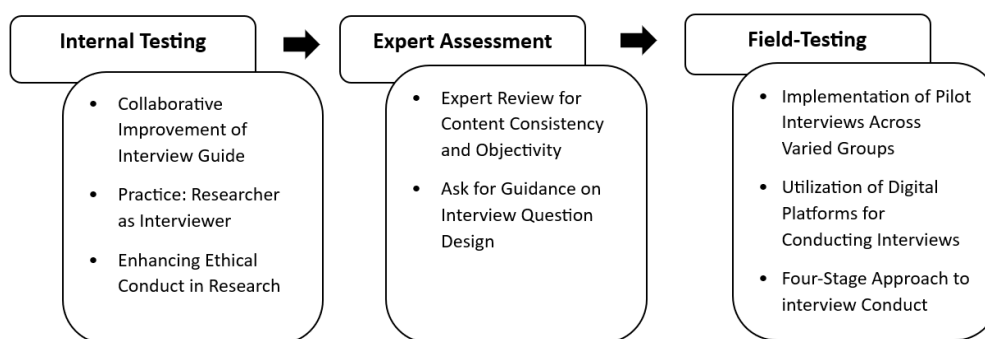 Internal Testing
• Collaborative
Improvement of
Interview Guide
• Practice: Researcher
as Interviewer
• Enhancing Ethical
Conduct in Research
Expert Assessment
• Expert Review for
Content Consistency
and Objectivity
• Ask for Guidance on
Interview Question
Design
Field-Testing
• Implementation of Pilot
Interviews Across
Varied Groups
• Utilization of Digital
Platforms for
Conducting Interviews
• Four-Stage Approach to
interview Conduct